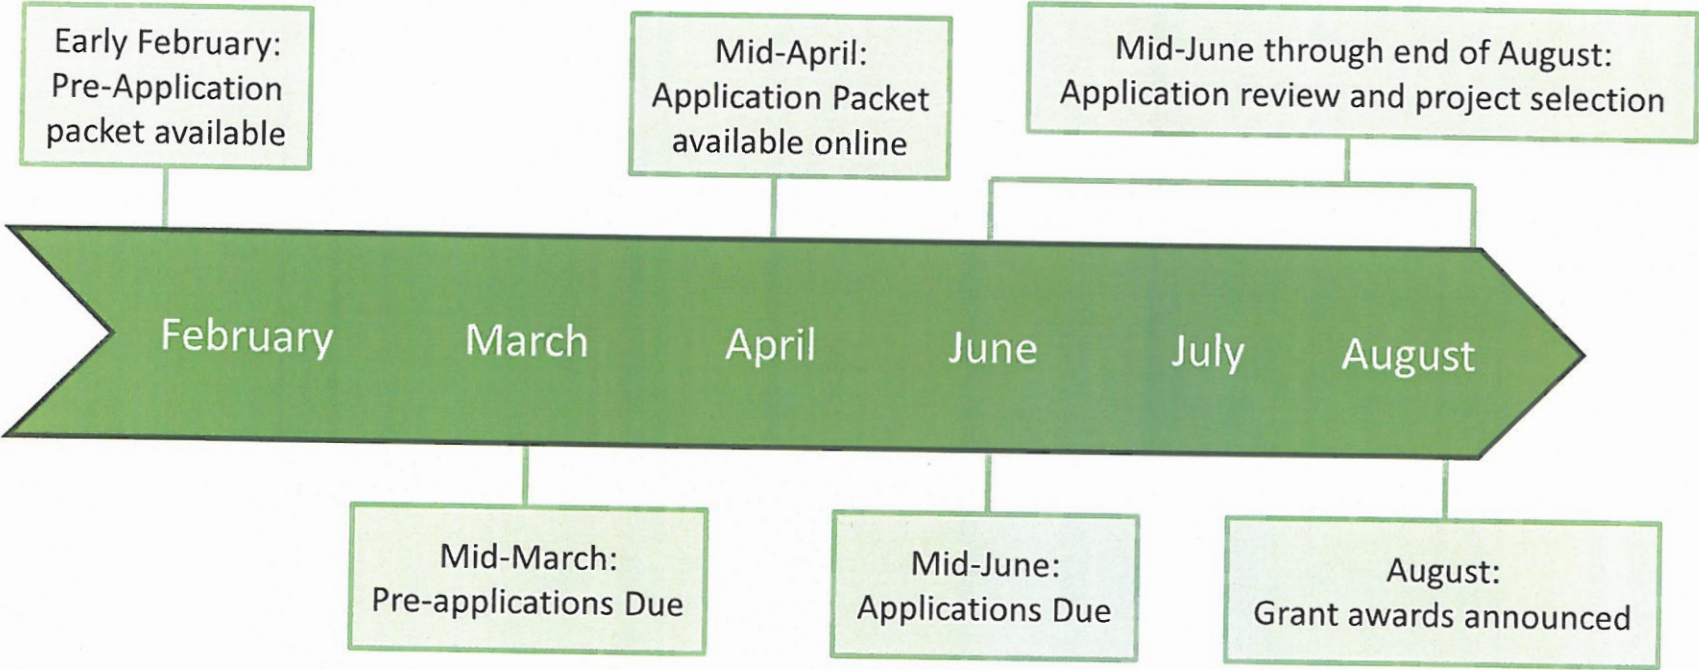 Early February:
Pre-Application
packet available
Mid-April:
Application Packet
available online
Mid-June through end of August:
Application review and project selection
February
March
April
June
July
August
Mid-March:
Pre-applications Due
Mid-June:
Applications Due
August:
Grant awards announced